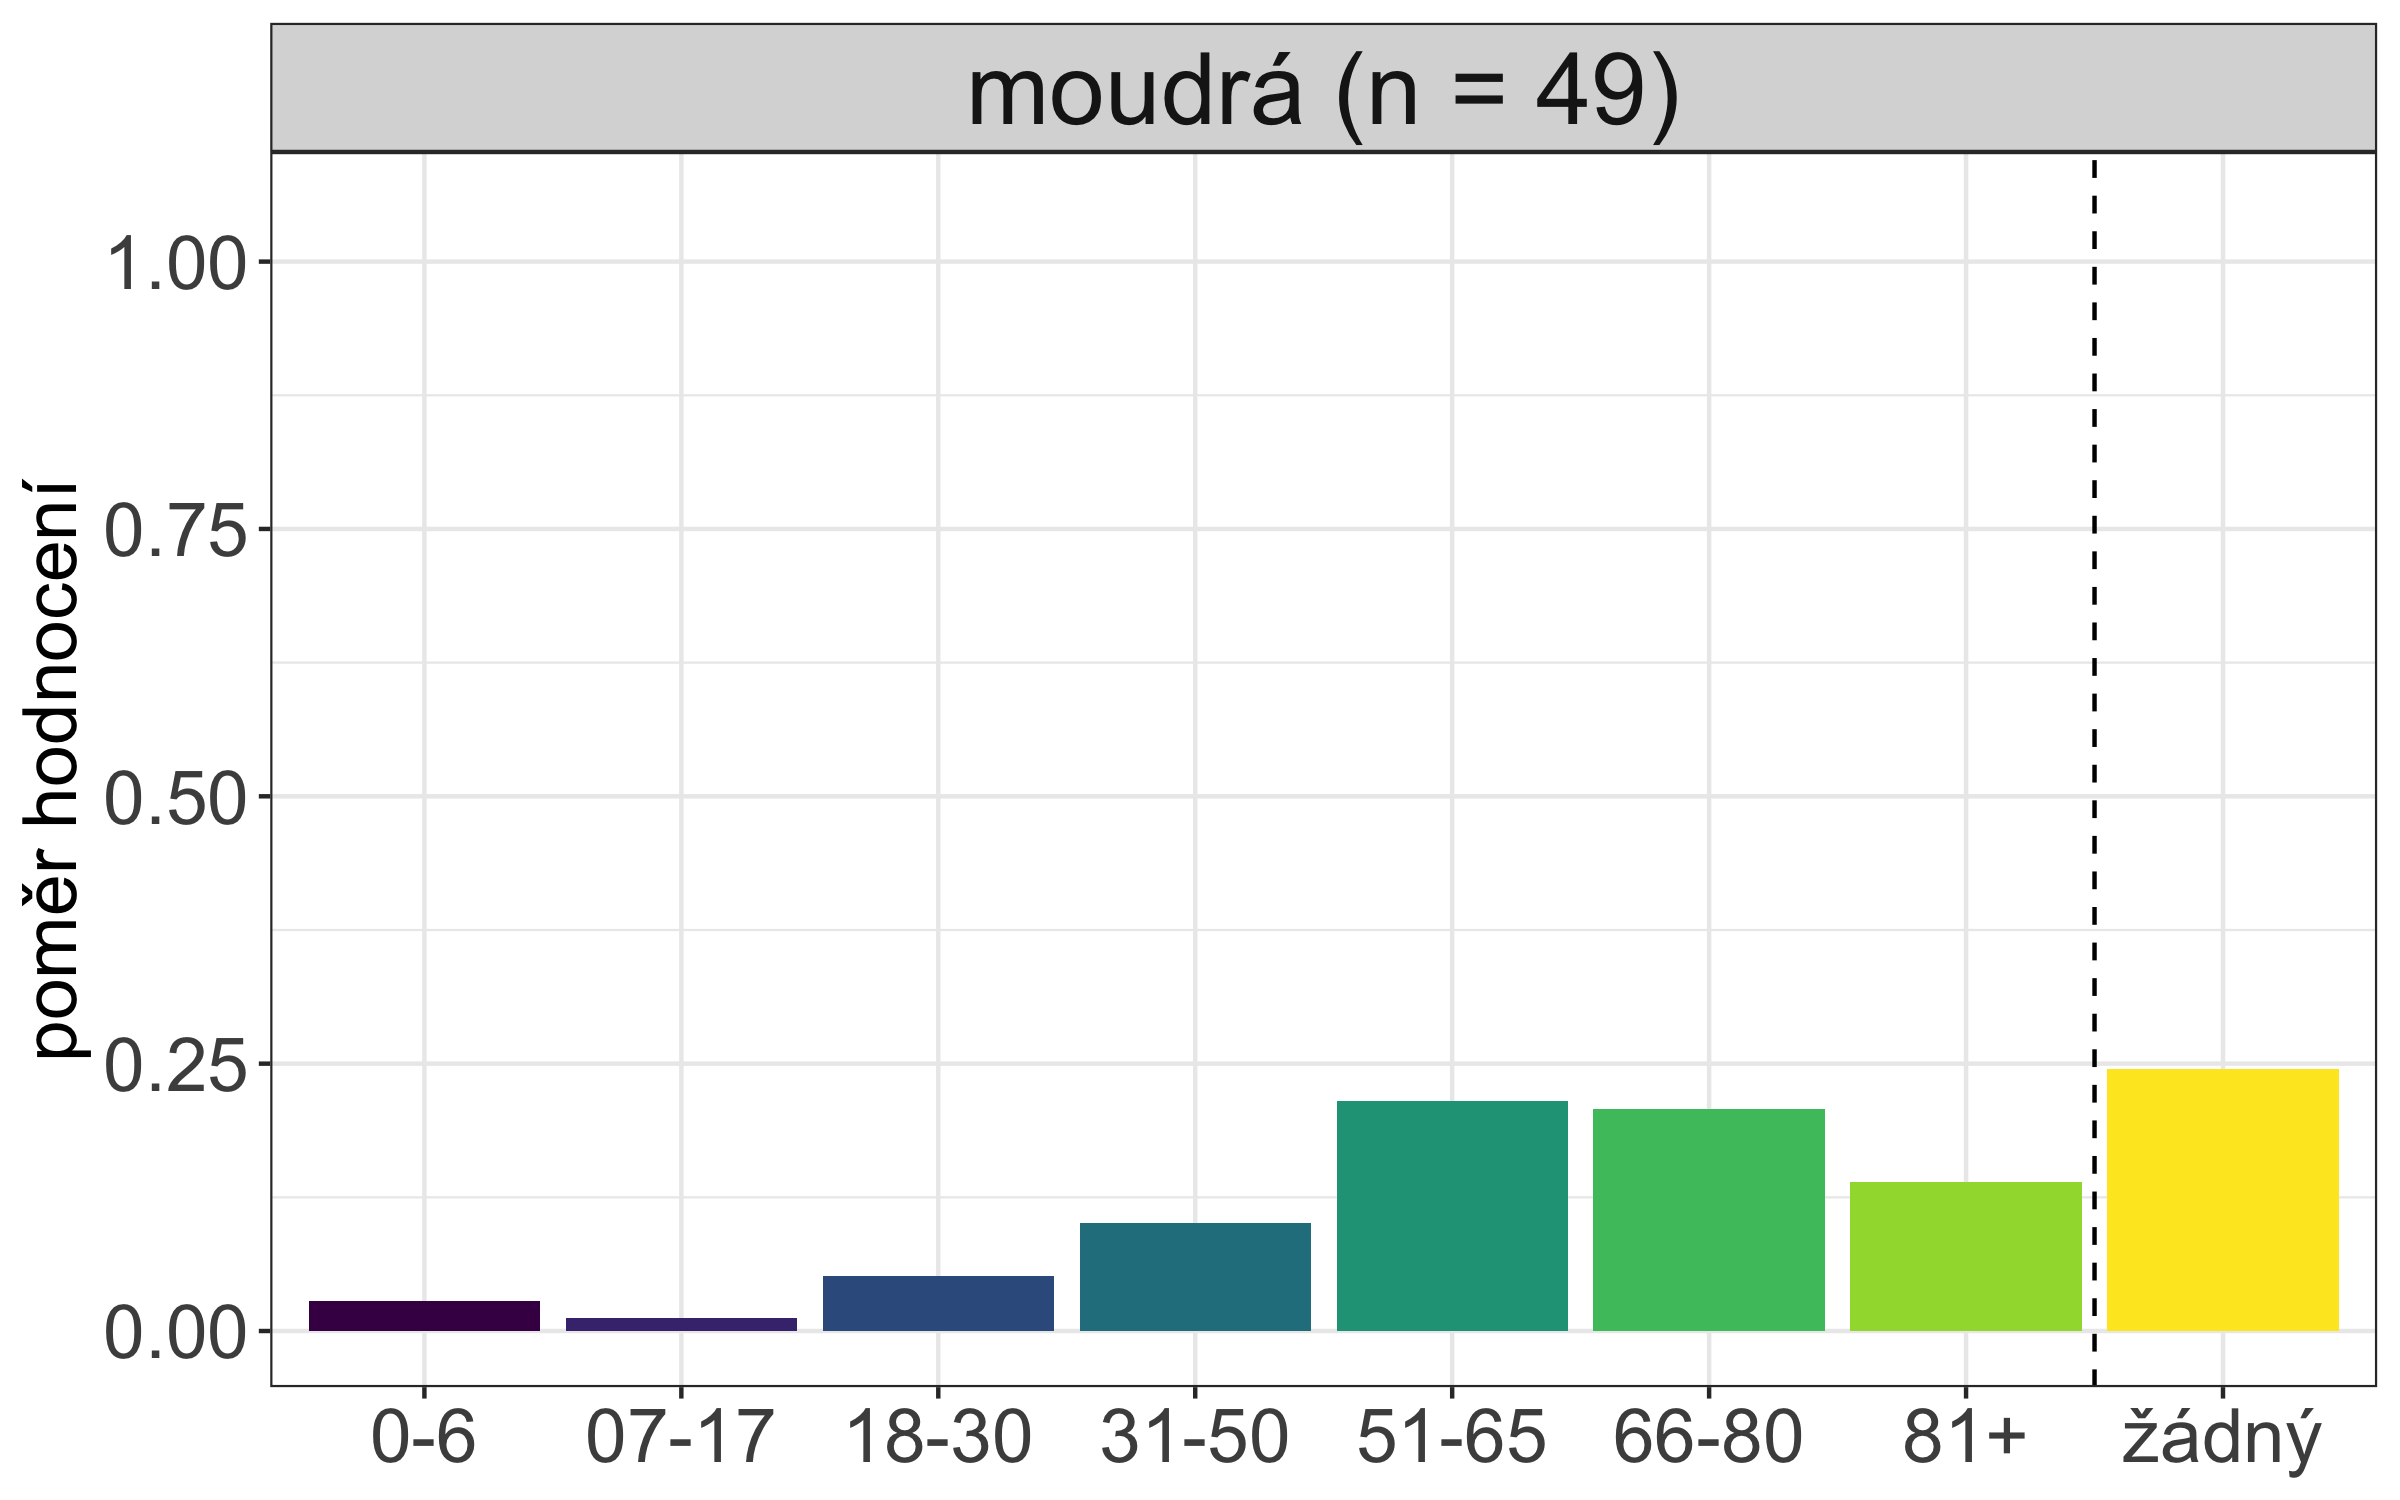 moudrá (n = 49)
poměr hodnocení
1.00
0.75
0.50
0.25
0.00
0-6 07-17 18-30 31-50 51-65 66-80 81+ žádný